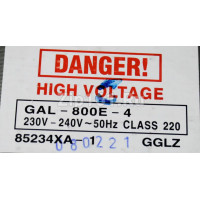 DANGER!
HIGH VOLTAGE
GAL-800E-4
230V-240V~50Hz CLASS 220
85234XA 1 GGLZ
080221